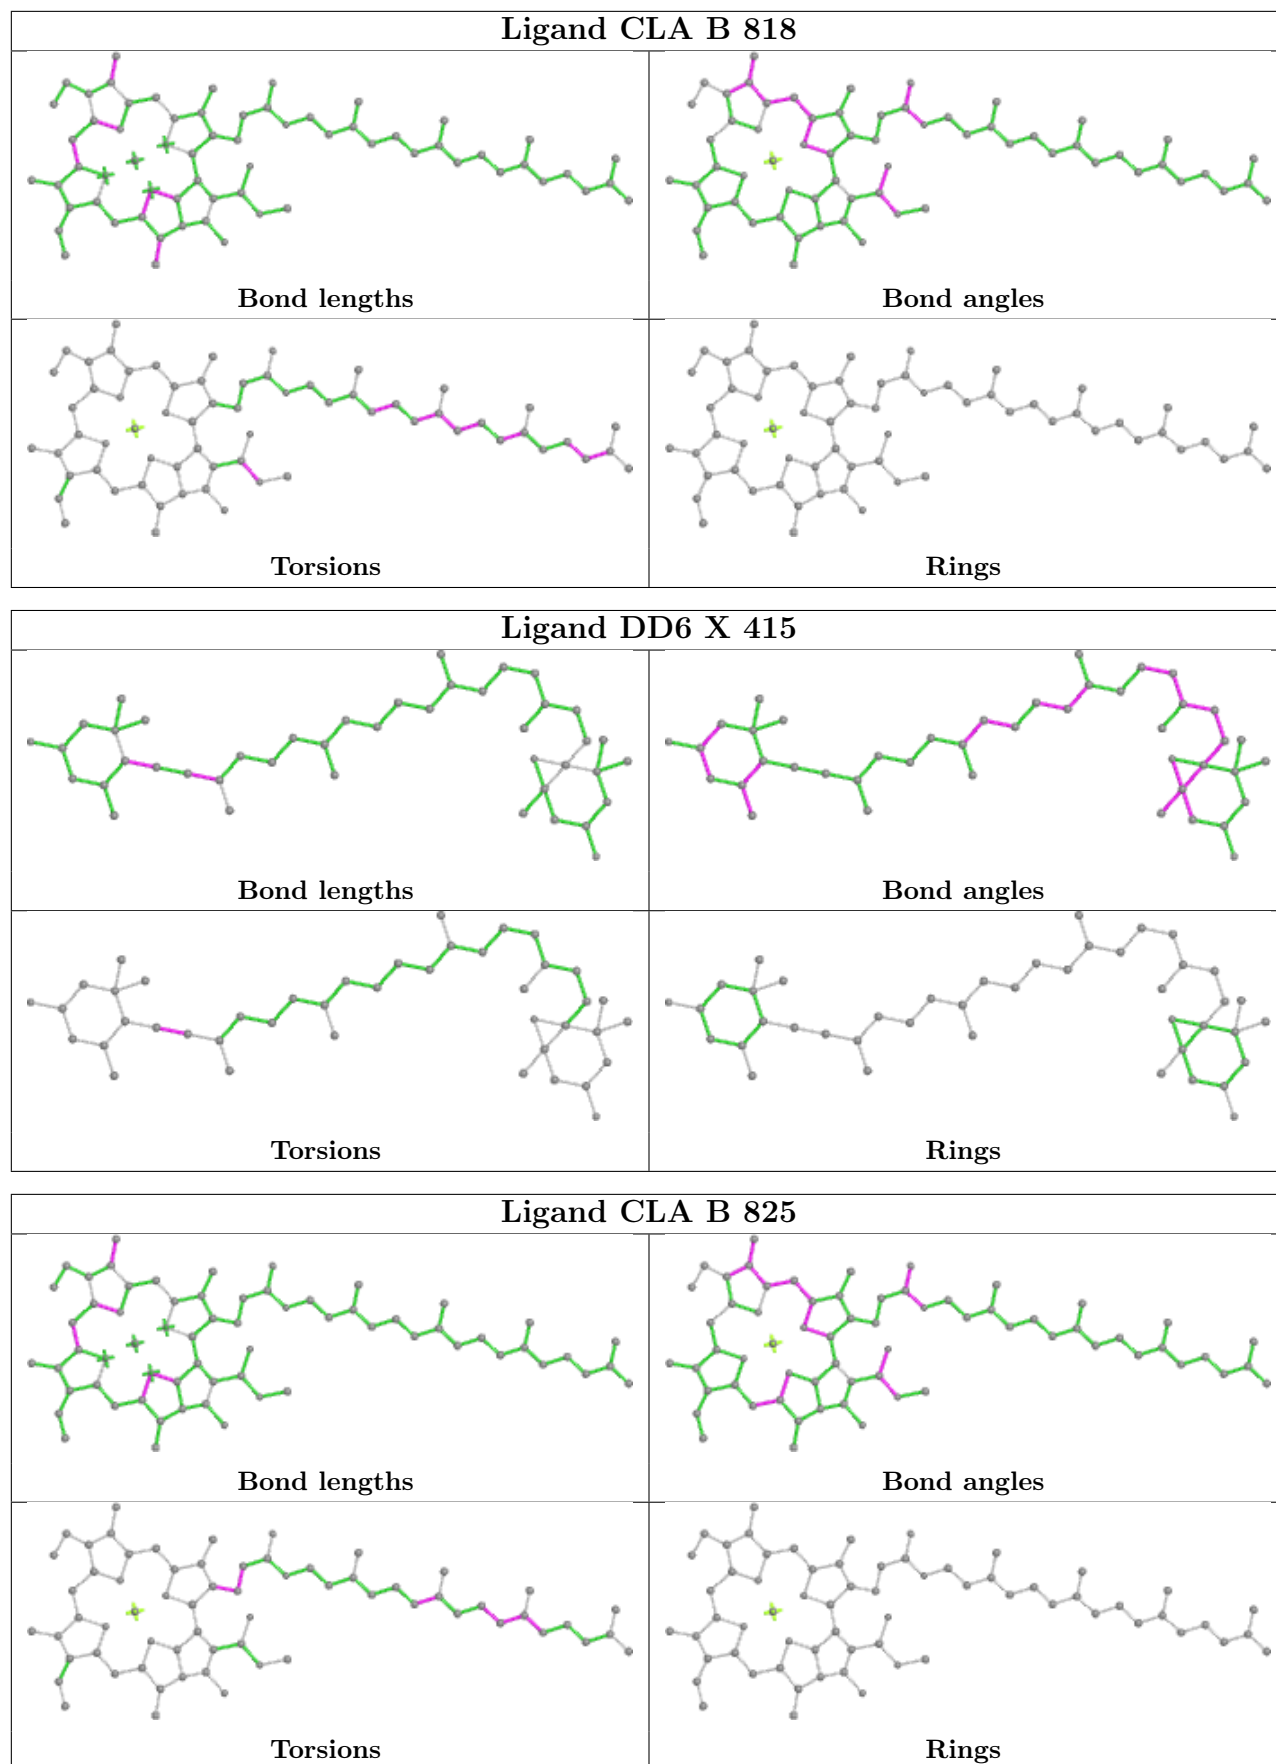 Ligand CLA B 818
Bond lengths
Bond angles
Torsions
Rings
Ligand DD6 X 415
Bond lengths
Bond angles
Torsions
Rings
Ligand CLA B 825
Bond lengths
Bond angles
Torsions
Rings